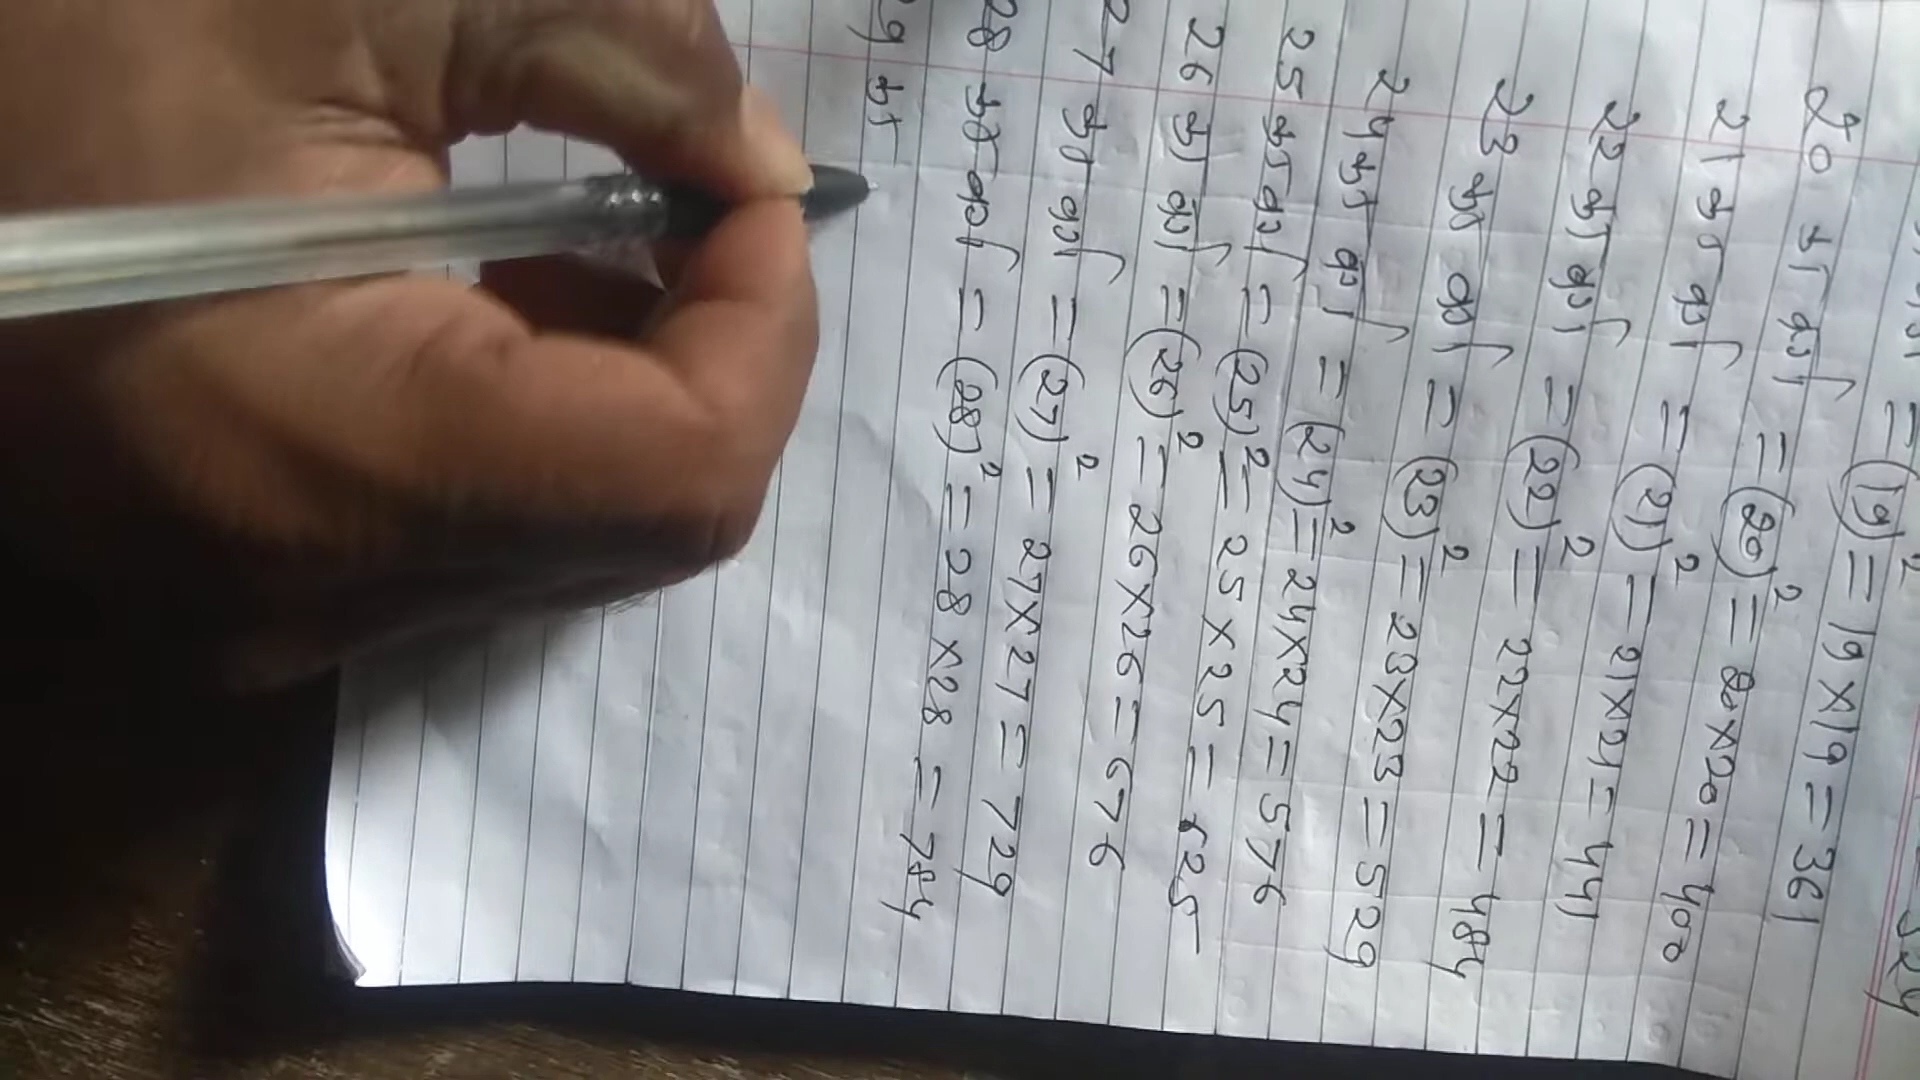 = 324
= (19)² = 19×19 = 361
20 का वर्ग = (20)² = 20×20 = 400
21 का वर्ग = (21)² = 21×21 = 441
22 का वर्ग = (22)² = 22×22 = 484
23 का वर्ग = (23)² = 23×23 = 529
24 का वर्ग = (24)² = 24×24 = 576
25 का वर्ग = (25)² = 25×25 = 625
26 का वर्ग = (26)² = 26×26 = 676
27 का वर्ग = (27)² = 27×27 = 729
28 का वर्ग = (28)² = 28×28 = 784
29 का